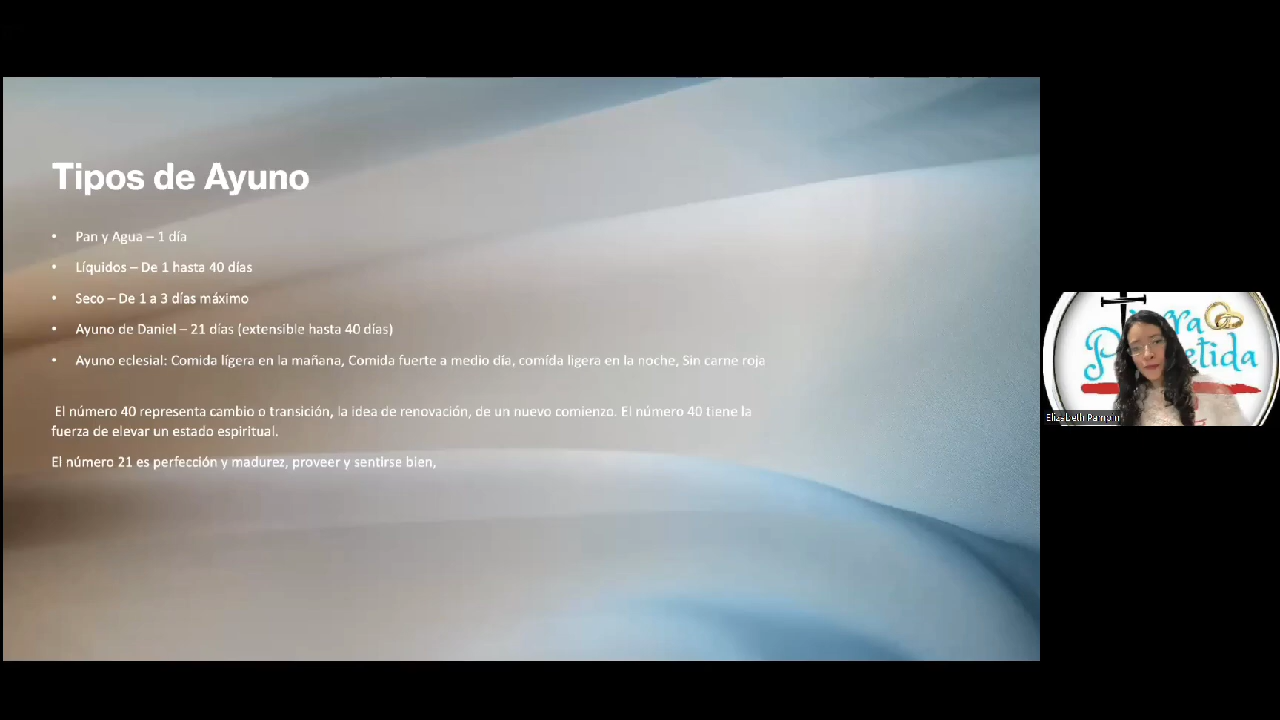 Tipos de Ayuno
• Pan y Agua – 1 día
• Líquidos – De 1 hasta 40 días
• Seco – De 1 a 3 días máximo
• Ayuno de Daniel – 21 días (extensible hasta 40 días)
• Ayuno eclesial: Comida lígera en la mañana, Comida fuerte a medio día, comída ligera en la noche, Sin carne roja
El número 40 representa cambio o transición, la idea de renovación, de un nuevo comienzo. El número 40 tiene la
fuerza de elevar un estado espiritual.
El número 21 es perfección y madurez, proveer y sentirse bien,
Elizabeth